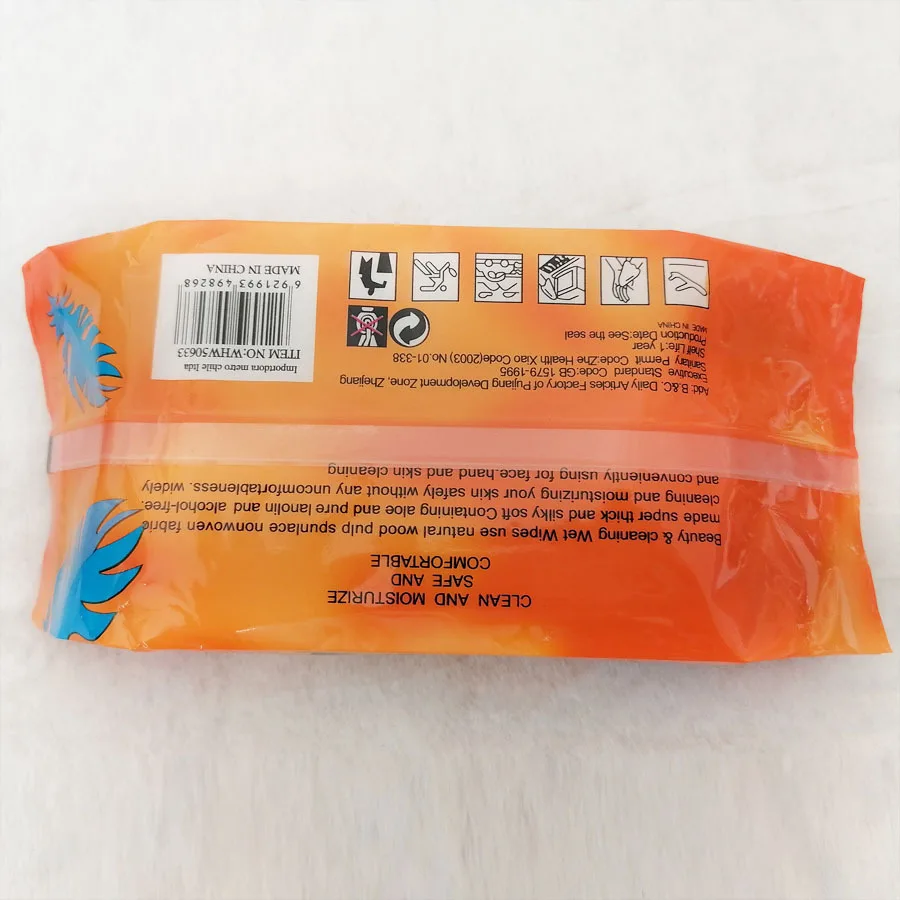 CLEAN AND MOISTURIZE
SAFE AND
COMFORTABLE
Beauty & cleaning Wet Wipes use natural wood pulp spunlace nonwoven fabric
made super thick and silky soft Containing aloe and pure lanolin and alcohol-free.
cleaning and moisturizing your skin safely without any uncomfortableness. widely
and conveniently using for face.hand and skin cleaning
Add: B.&C. Daily Articles Factory of Pujiang Development Zone, Zhejiang
Executive Standard Code:GB 1579-1995
Sanitary Permit Code:Zhe Health Xiao Code(2003) No.01-338
Shelf Life:1 year
Production Date:See the seal
MADE IN CHINA
Importdora metro chile ltda
ITEM NO:WHW50633
6 921993 498268
MADE IN CHINA